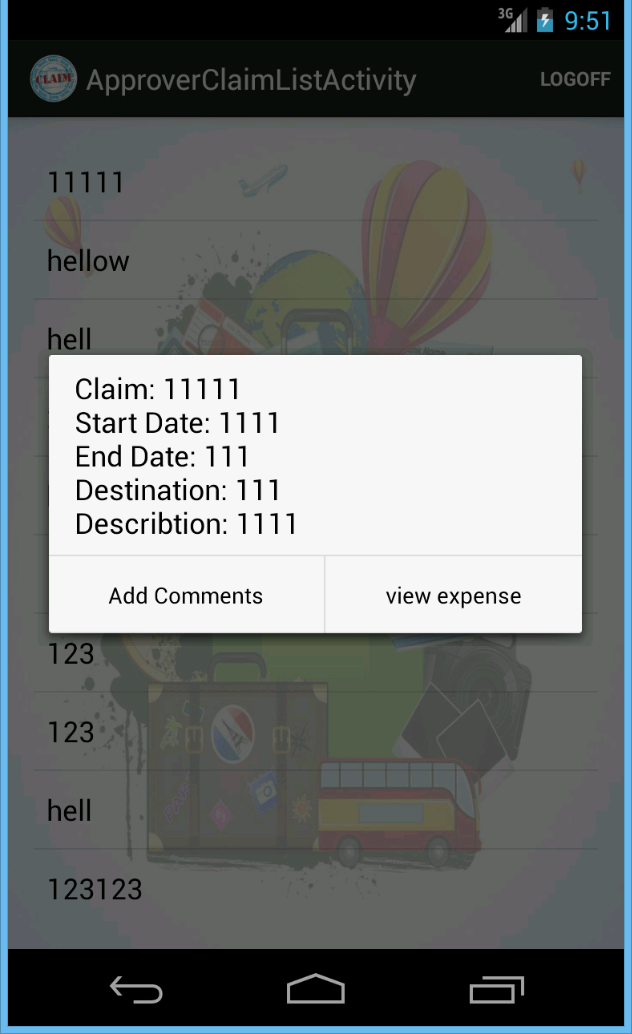 3G 9:51
CLAIM ApproverClaimListActivity LOGOFF
11111
hellow
hell
Claim: 11111
Start Date: 1111
End Date: 111
Destination: 111
Describtion: 1111
Add Comments view expense
123
123
hell
123123